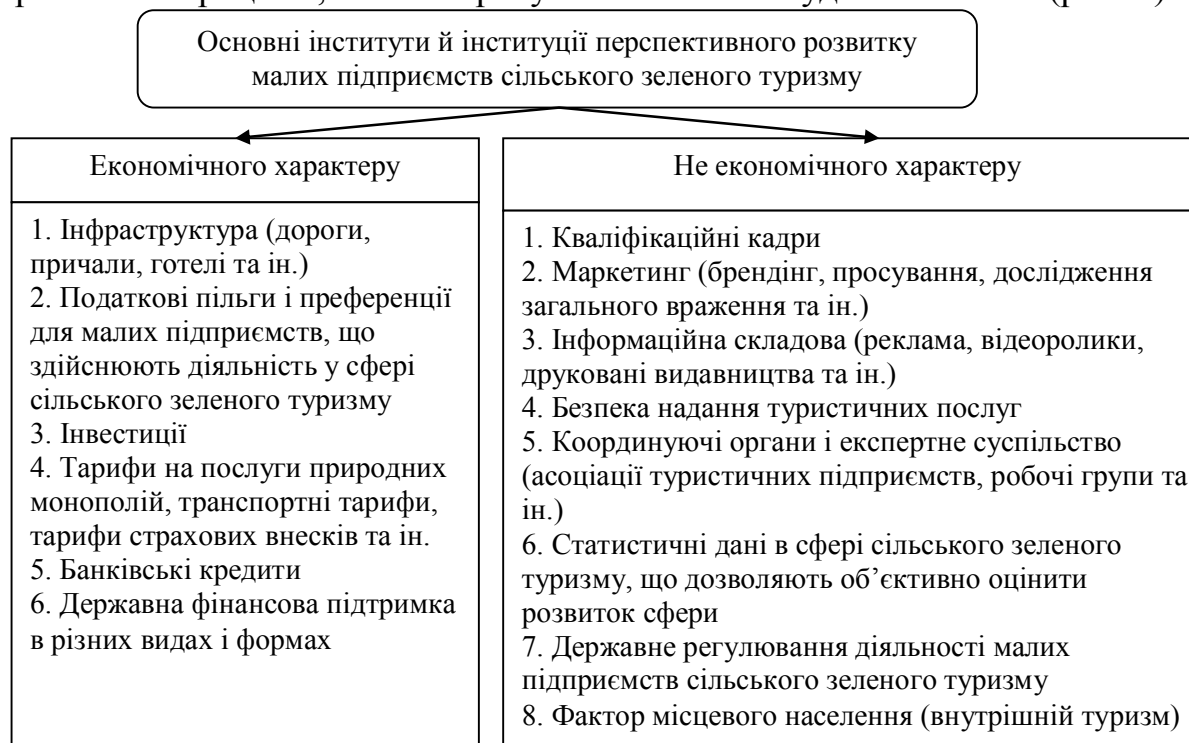 Основні інститути й інституції перспективного розвитку
малих підприємств сільського зеленого туризму
Економічного характеру
1. Інфраструктура (дороги,
причали, готелі та ін.)
2. Податкові пільги і преференції
для малих підприємств, що
здійснюють діяльність у сфері
сільського зеленого туризму
3. Інвестиції
4. Тарифи на послуги природних
монополій, транспортні тарифи,
тарифи страхових внесків та ін.
5. Банківські кредити
6. Державна фінансова підтримка
в різних видах і формах
Не економічного характеру
1. Кваліфікаційні кадри
2. Маркетинг (брендінг, просування, дослідження
загального враження та ін.)
3. Інформаційна складова (реклама, відеоролики,
друковані видавництва та ін.)
4. Безпека надання туристичних послуг
5. Координуючі органи і експертне суспільство
(асоціації туристичних підприємств, робочі групи та
ін.)
6. Статистичні дані в сфері сільського зеленого
туризму, що дозволяють об’єктивно оцінити
розвиток сфери
7. Державне регулювання діяльності малих
підприємств сільського зеленого туризму
8. Фактор місцевого населення (внутрішній туризм)